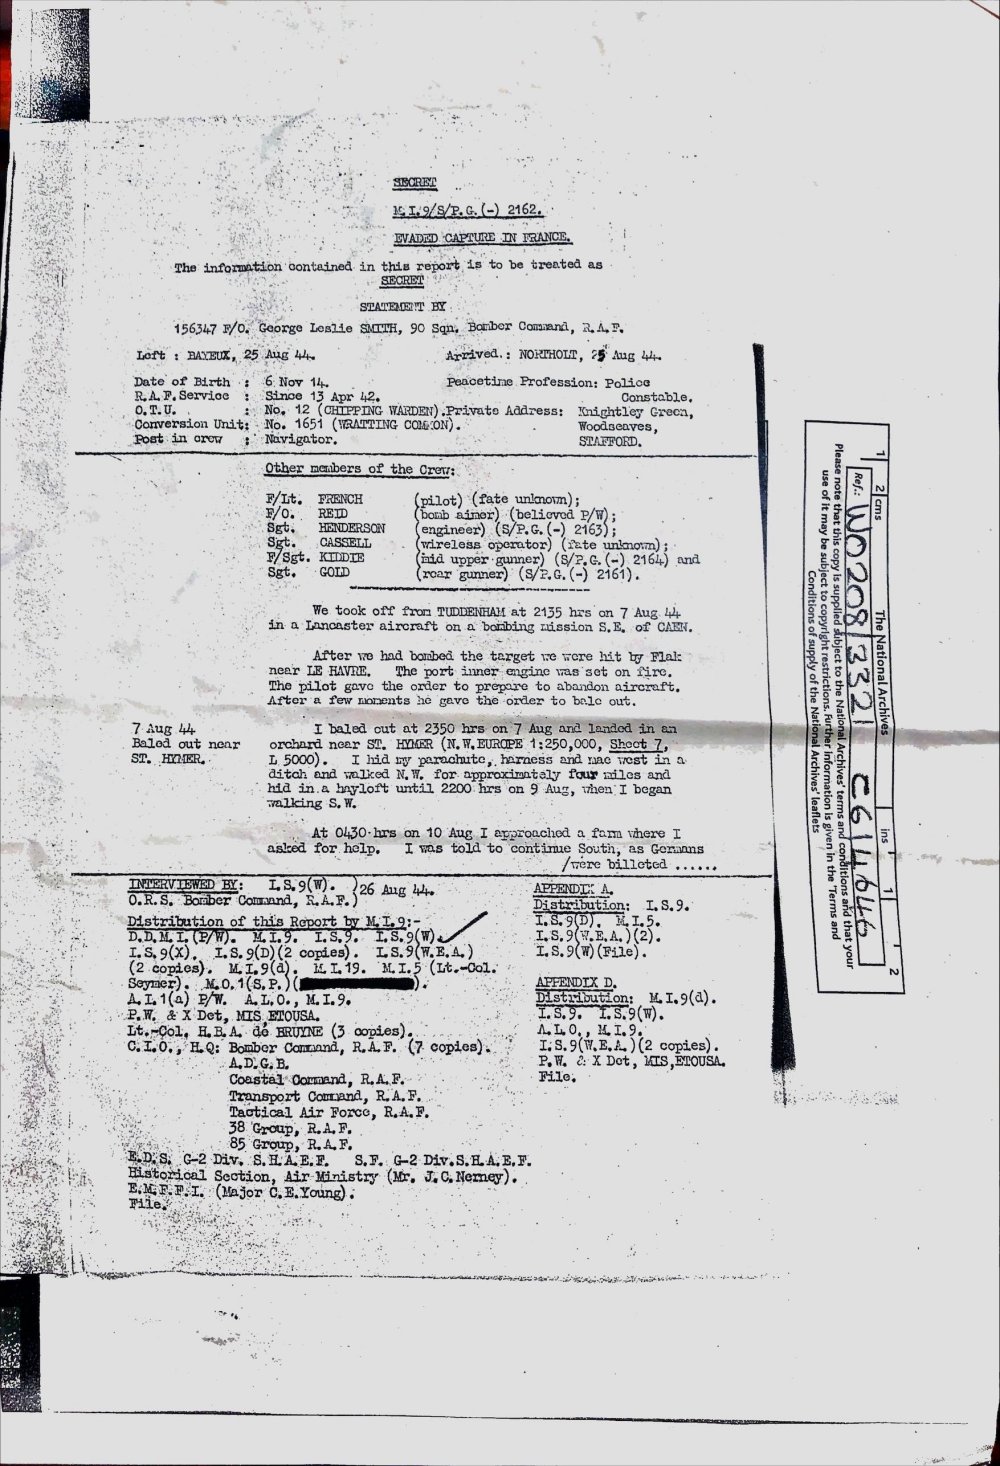 SECRET
M.I.9/S/P.G.(-) 2162.
EVADED CAPTURE IN FRANCE.
The information contained in this report is to be treated as
SECRET
STATEMENT BY
156347 F/O. George Leslie SMITH, 90 Sqn. Bomber Command, R.A.F.
Left : BAYEUX, 25 Aug 44. Arrived.: NORTHOLT, 25 Aug 44.
Date of Birth : 6 Nov 14. Peacetime Profession: Police
R.A.F.Service : Since 13 Apr 42. Constable.
O.T.U. : No. 12 (CHIPPING WARDEN).Private Address: Knightley Green,
Conversion Unit: No. 1651 (WRATTING COMMON). Woodseaves,
Post in crew : Navigator. STAFFORD.
Other members of the Crew:
F/Lt. FRENCH (pilot) (fate unknown);
F/O. REID (bomb aimer) (believed P/W);
Sgt. HENDERSON (engineer) (S/P.G.(-) 2163);
Sgt. CASSELL (wireless operator) (fate unknown);
F/Sgt. KIDDIE (mid upper gunner) (S/P.G.(-) 2164) and
Sgt. GOLD (rear gunner) (S/P.G.(-) 2161).
We took off from TUDDENHAM at 2135 hrs on 7 Aug 44
in a Lancaster aircraft on a bombing mission S.E. of CAEN.
After we had bombed the target we were hit by Flak
near LE HAVRE. The port inner engine was set on fire.
The pilot gave the order to prepare to abandon aircraft.
After a few moments he gave the order to bale out.
7 Aug 44
Baled out near
ST. HYMER.
I baled out at 2350 hrs on 7 Aug and landed in an
orchard near ST. HYMER (N.W.EUROPE 1:250,000, Sheet 7,
L 5000). I hid my parachute, harness and mae west in a
ditch and walked N.W. for approximately four miles and
hid in a hayloft until 2200 hrs on 9 Aug, when I began
walking S.W.
At 0430 hrs on 10 Aug I approached a farm where I
asked for help. I was told to continue South, as Germans
/were billeted ......
INTERVIEWED BY: I.S.9(W). )26 Aug 44.
O.R.S. Bomber Command, R.A.F.)
Distribution of this Report by M.I.9:-
D.D.M.I.(P/W). M.I.9. I.S.9. I.S.9(W)
I.S.9(X). I.S.9(D)(2 copies). I.S.9(W.E.A.)
(2 copies). M.I.9(d). M.I.19. M.I.5 (Lt.-Col.
Seymer). M.O.1(S.P.)( ).
A.I.1(a) P/W. A.L.O., M.I.9.
P.W. & X Det, MIS, ETOUSA.
Lt.-Col. H.B.A. de BRUYNE (3 copies).
C.I.O., H.Q: Bomber Command, R.A.F. (7 copies).
A.D.G.B.
Coastal Command, R.A.F.
Transport Command, R.A.F.
Tactical Air Force, R.A.F.
38 Group, R.A.F.
85 Group, R.A.F.
E.D.S. G-2 Div. S.H.A.E.F. S.F. G-2 Div.S.H.A.E.F.
Historical Section, Air Ministry (Mr. J.C.Nerney).
E.M.F.F.I. (Major C.E.Young).
File.
APPENDIX A.
Distribution: I.S.9.
I.S.9(D). M.I.5.
I.S.9(W.E.A.)(2).
I.S.9(W)(File).
APPENDIX D.
Distribution: M.I.9(d).
I.S.9. I.S.9(W).
A.L.O., M.I.9.
I.S.9(W.E.A.)(2 copies).
P.W. & X Det, MIS,ETOUSA.
File.
1 2 cms The National Archives ins 1 2
Ref.: WO208/3321 C614646
Please note that this copy is supplied subject to the National Archives' terms and conditions and that your
use of it may be subject to copyright restrictions. Further information is given in the 'Terms and
Conditions of supply of the National Archives' leaflets